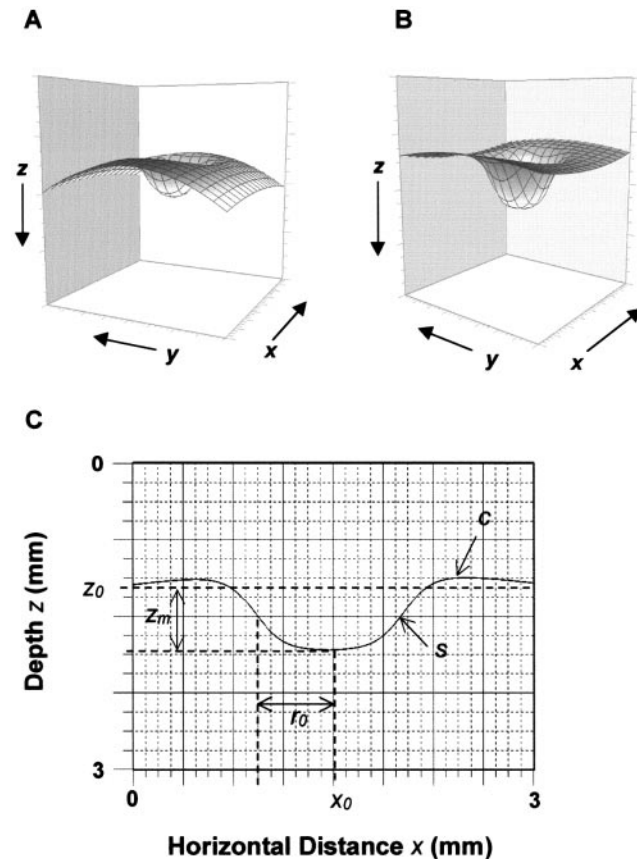 A
B
z
y
x
z
y
x
C
0
c
z₀
zₘ
s
r₀
3
0
x₀
3
Depth z (mm)
Horizontal Distance x (mm)